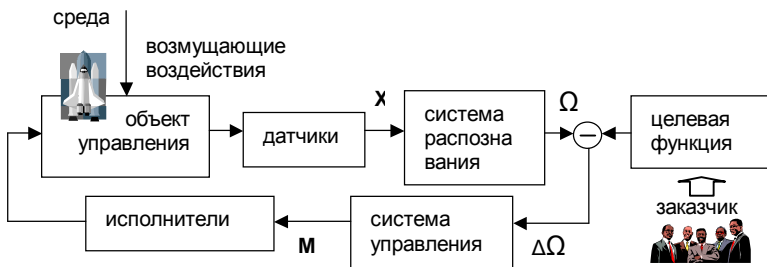 среда
возмущающие
воздействия
объект
управления
датчики
X
система
распозна
вания
Ω
−
целевая
функция
заказчик
исполнители
M
система
управления
ΔΩ